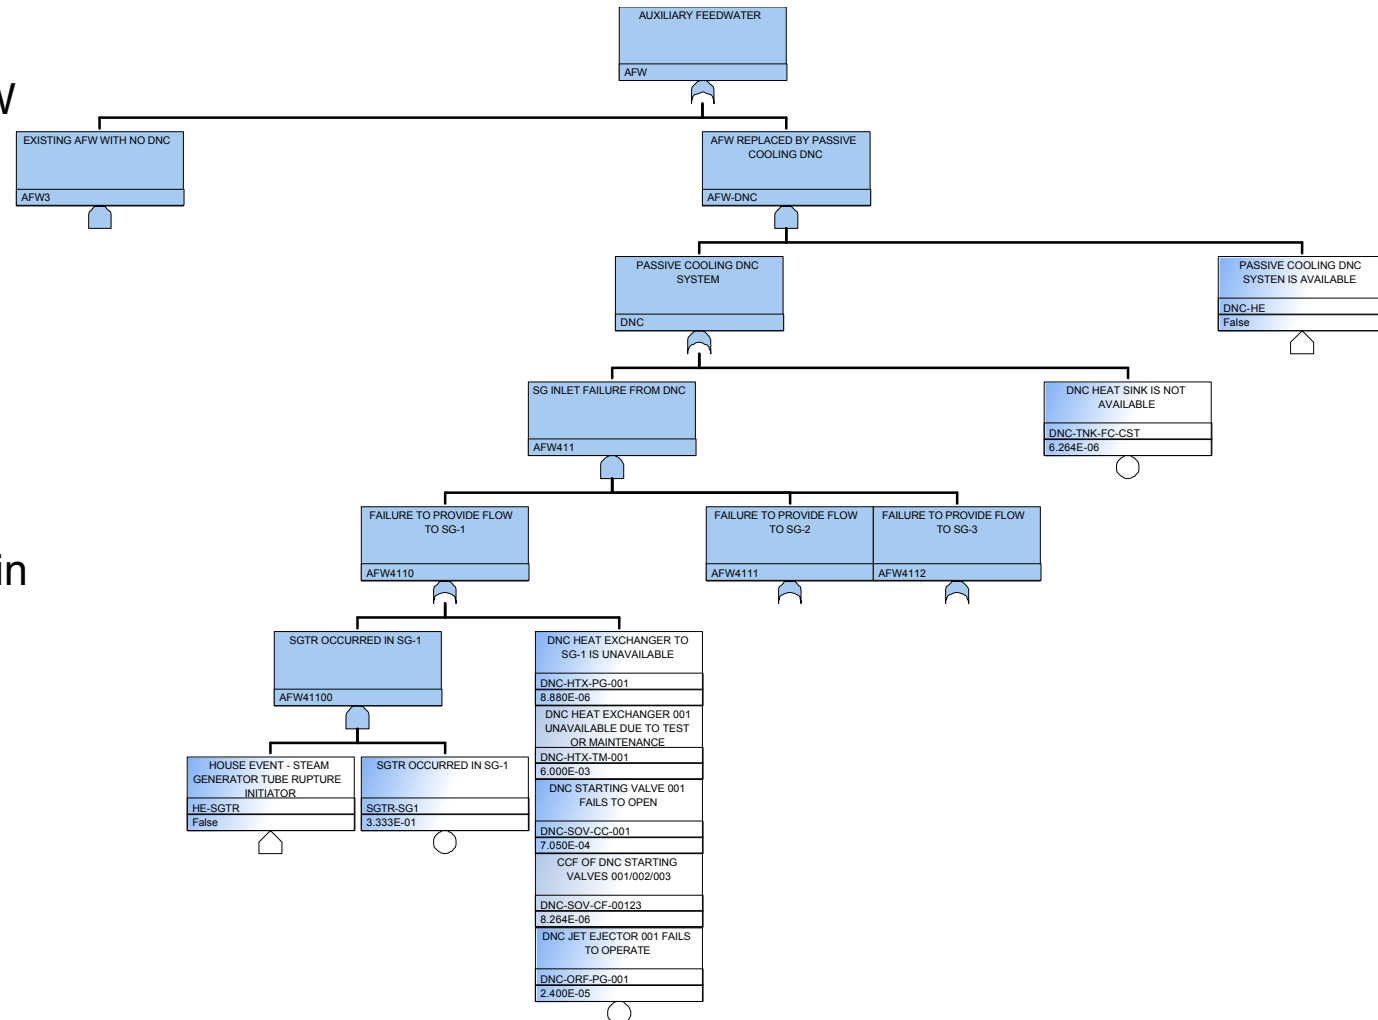 AUXILIARY FEEDWATER
AFW
W
EXISTING AFW WITH NO DNC
AFW3
AFW REPLACED BY PASSIVE
COOLING DNC
AFW-DNC
PASSIVE COOLING DNC
SYSTEM
DNC
PASSIVE COOLING DNC
SYSTEN IS AVAILABLE
DNC-HE
False
SG INLET FAILURE FROM DNC
AFW411
DNC HEAT SINK IS NOT
AVAILABLE
DNC-TNK-FC-CST
6.264E-06
in
FAILURE TO PROVIDE FLOW
TO SG-1
AFW4110
FAILURE TO PROVIDE FLOW
TO SG-2
AFW4111
FAILURE TO PROVIDE FLOW
TO SG-3
AFW4112
SGTR OCCURRED IN SG-1
AFW41100
HOUSE EVENT - STEAM
GENERATOR TUBE RUPTURE
INITIATOR
HE-SGTR
False
SGTR OCCURRED IN SG-1
SGTR-SG1
3.333E-01
DNC HEAT EXCHANGER TO
SG-1 IS UNAVAILABLE
DNC-HTX-PG-001
8.880E-06
DNC HEAT EXCHANGER 001
UNAVAILABLE DUE TO TEST
OR MAINTENANCE
DNC-HTX-TM-001
6.000E-03
DNC STARTING VALVE 001
FAILS TO OPEN
DNC-SOV-CC-001
7.050E-04
CCF OF DNC STARTING
VALVES 001/002/003
DNC-SOV-CF-00123
8.264E-06
DNC JET EJECTOR 001 FAILS
TO OPERATE
DNC-ORF-PG-001
2.400E-05